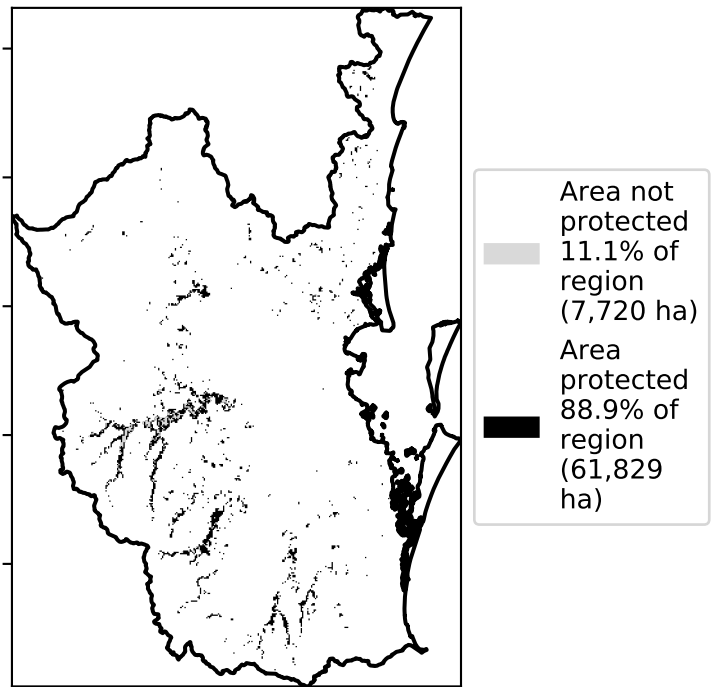 Area not
protected
11.1% of
region
(7,720 ha)
Area
protected
88.9% of
region
(61,829
ha)